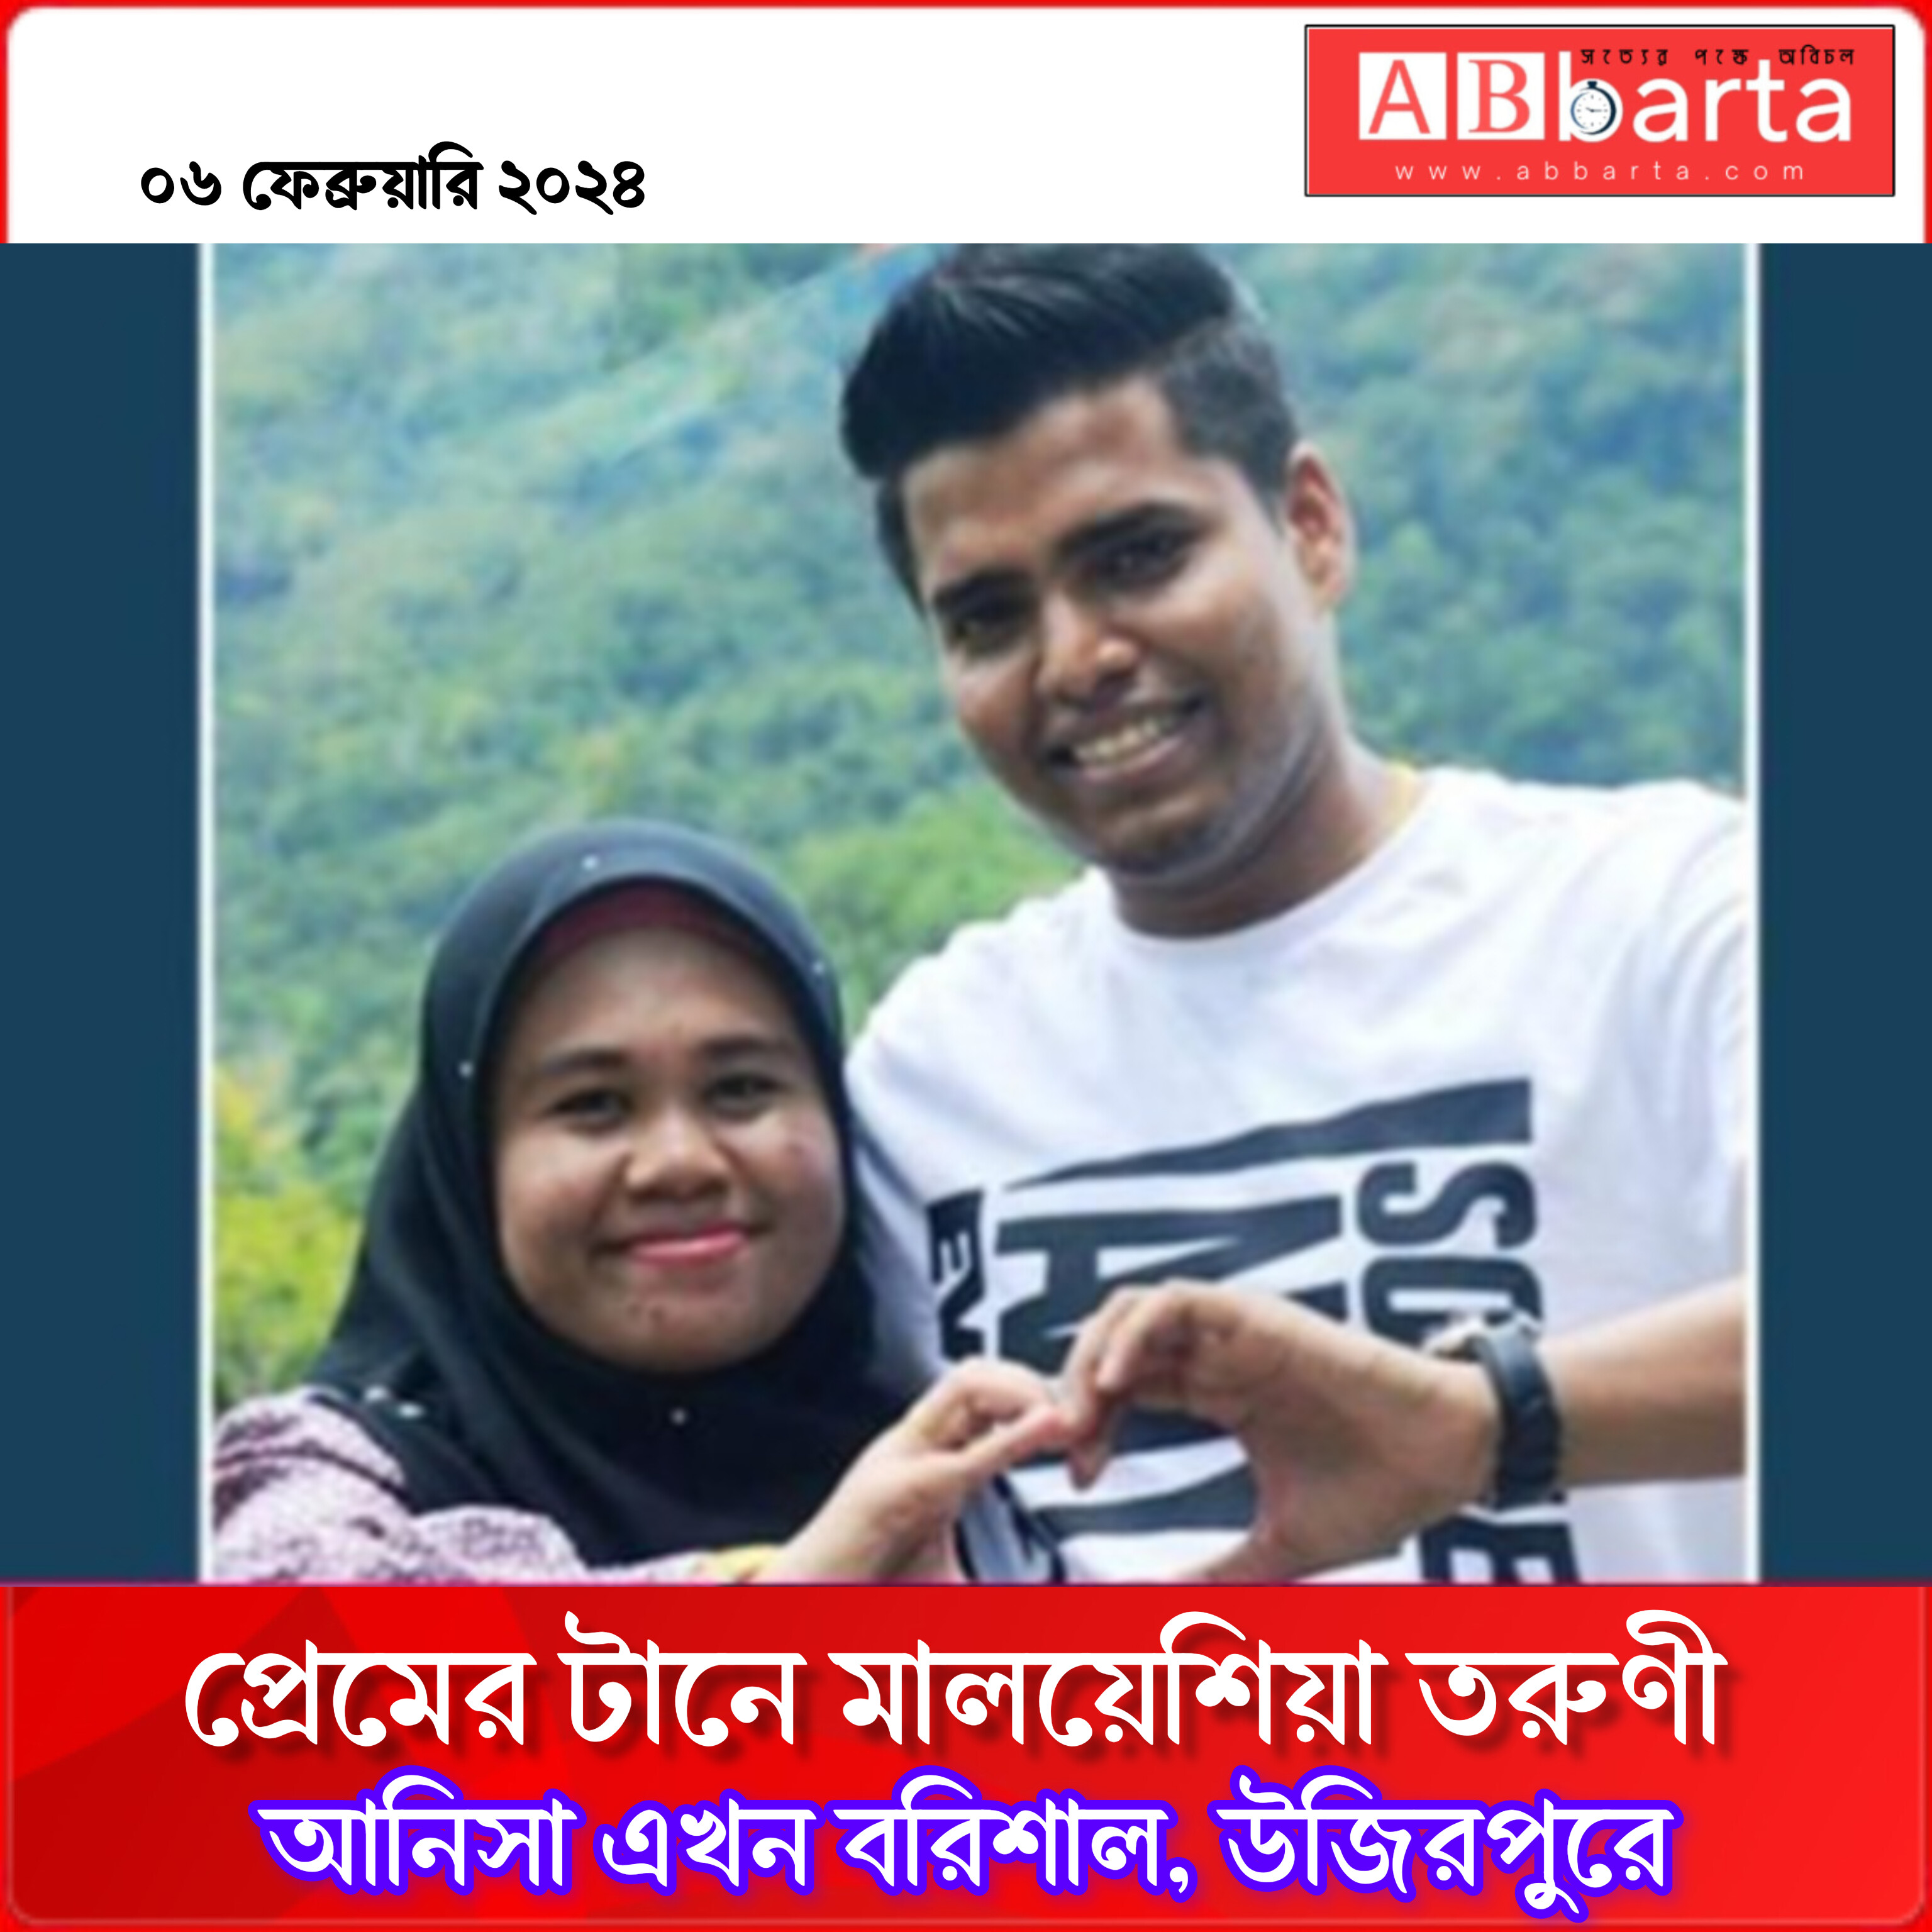 সত্যের পক্ষে অবিচল
ABbarta
www.abbarta.com
০৬ ফেব্রুয়ারি ২০২৪
প্রেমের টানে মালয়েশিয়া তরুণী
আনিসা এখন বরিশাল, উজিরপুরে